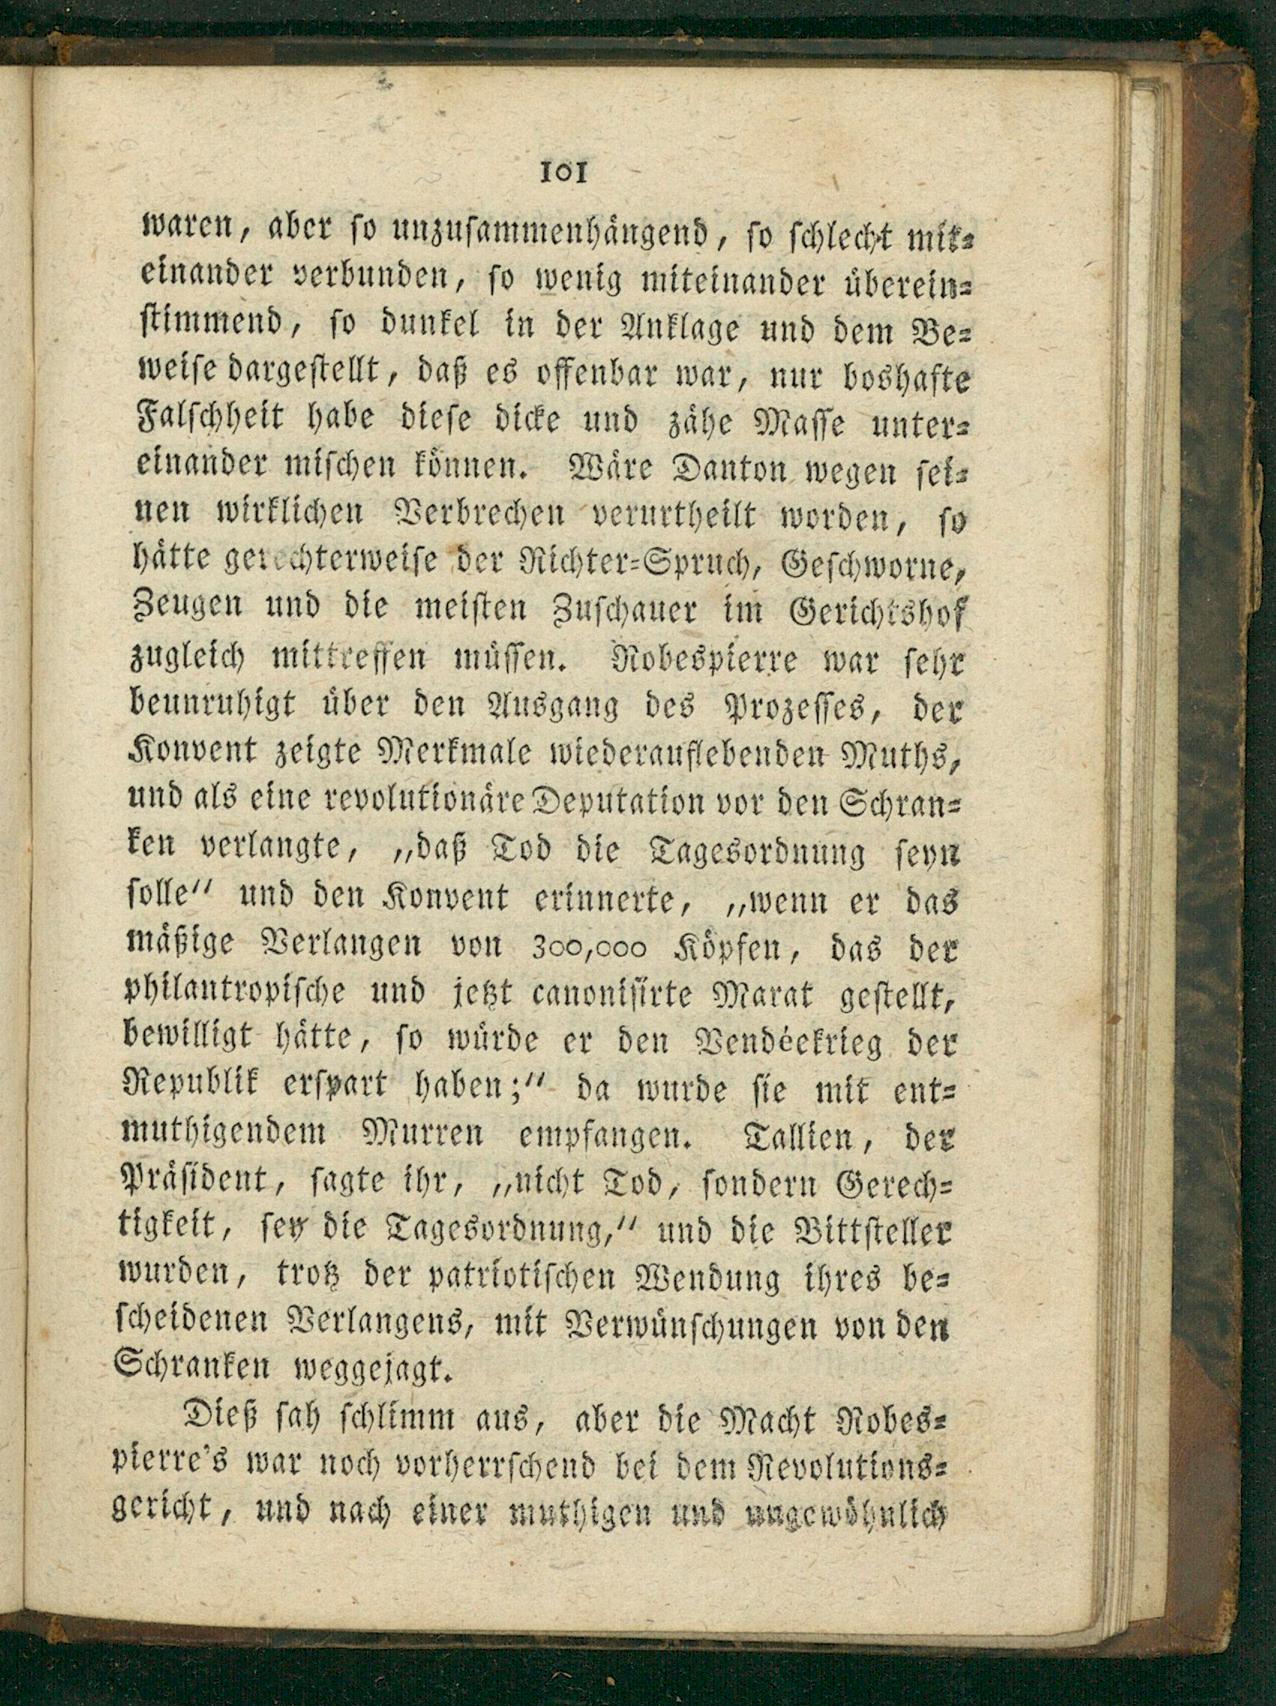 101
waren, aber so unzusammenhängend, so schlecht mit-
einander verbunden, so wenig miteinander überein-
stimmend, so dunkel in der Anklage und dem Be-
weise dargestellt, daß es offenbar war, nur boshafte
Falschheit habe diese dicke und zähe Masse unter-
einander mischen können. Wäre Danton wegen sei-
nen wirklichen Verbrechen verurtheilt worden, so
hätte gerechterweise der Richter-Spruch, Geschworne,
Zeugen und die meisten Zuschauer im Gerichtshof
zugleich mittreffen müssen. Robespierre war sehr
beunruhigt über den Ausgang des Prozesses, der
Konvent zeigte Merkmale wiederauflebenden Muths,
und als eine revolutionäre Deputation vor den Schran-
ken verlangte, „daß Tod die Tagesordnung seyn
solle“ und den Konvent erinnerte, „wenn er das
mäßige Verlangen von 300,000 Köpfen, das der
philantropische und jetzt canonisirte Marat gestellt,
bewilligt hätte, so würde er den Vendéekrieg der
Republik erspart haben;“ da wurde sie mit ent-
muthigendem Murren empfangen. Tallien, der
Präsident, sagte ihr, „nicht Tod, sondern Gerech-
tigkeit, sey die Tagesordnung,“ und die Bittsteller
wurden, trotz der patriotischen Wendung ihres be-
scheidenen Verlangens, mit Verwünschungen von den
Schranken weggejagt.
Dieß sah schlimm aus, aber die Macht Robes-
pierre's war noch vorherrschend bei dem Revolutions-
gericht, und nach einer muthigen und ungewöhnlich